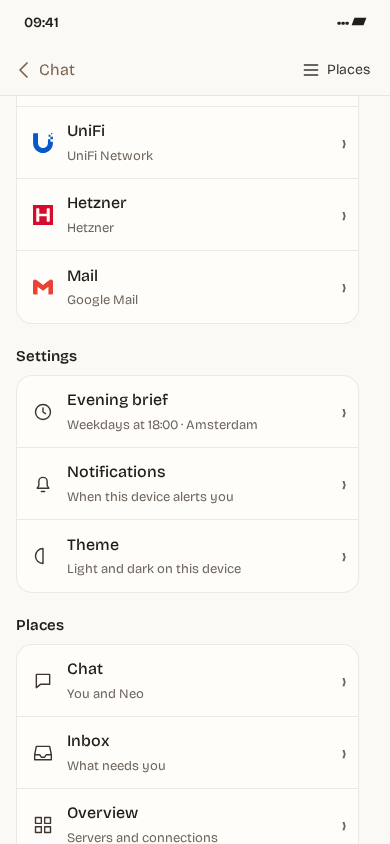 09:41
Chat
Places
UniFi
UniFi Network
Hetzner
Hetzner
Mail
Google Mail
Settings
Evening brief
Weekdays at 18:00 · Amsterdam
Notifications
When this device alerts you
Theme
Light and dark on this device
Places
Chat
You and Neo
Inbox
What needs you
Overview
Servers and connections